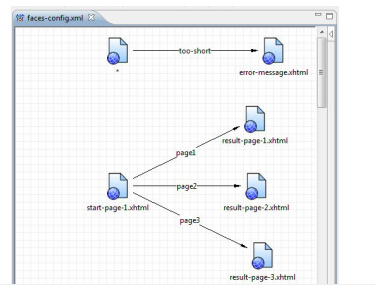 faces-config.xml
too-short
*
error-message.xhtml
result-page-1.xhtml
page1
page2
start-page-1.xhtml
result-page-2.xhtml
page3
result-page-3.xhtml